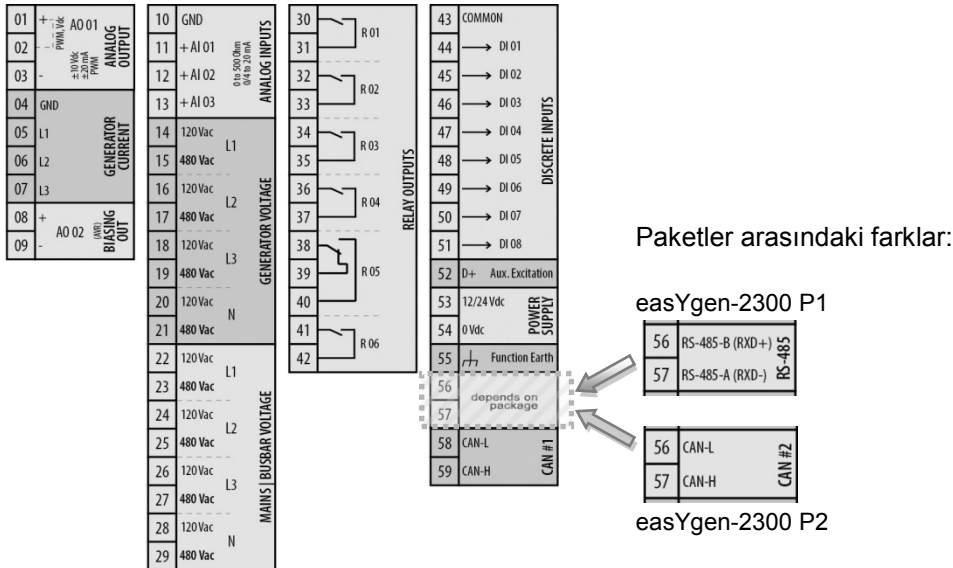 01 +
02
03 -
PWM, Vdc
AO 01
±10 Vdc
±20 mA
PWM
ANALOG
OUTPUT
04 GND
05 L1
06 L2
07 L3
GENERATOR
CURRENT
08 +
09 -
AO 02
(AVR)
BIASING
OUT
10 GND
11 + AI 01
12 + AI 02
13 + AI 03
0 to 500 Ohm
0/4 to 20 mA
ANALOG INPUTS
14 120 Vac
15 480 Vac
L1
16 120 Vac
17 480 Vac
L2
18 120 Vac
19 480 Vac
L3
20 120 Vac
21 480 Vac
N
GENERATOR VOLTAGE
22 120 Vac
23 480 Vac
L1
24 120 Vac
25 480 Vac
L2
26 120 Vac
27 480 Vac
L3
28 120 Vac
29 480 Vac
N
MAINS | BUSBAR VOLTAGE
30
31
R 01
32
33
R 02
34
35
R 03
36
37
R 04
38
39
40
R 05
41
42
R 06
RELAY OUTPUTS
43 COMMON
44 → DI 01
45 → DI 02
46 → DI 03
47 → DI 04
48 → DI 05
49 → DI 06
50 → DI 07
51 → DI 08
DISCRETE INPUTS
52 D+ Aux. Excitation
53 12/24 Vdc
54 0 Vdc
POWER
SUPPLY
55 Function Earth
56
57
depends on
package
58 CAN-L
59 CAN-H
CAN #1
Paketler arasındaki farklar:
easYgen-2300 P1
56 RS-485-B (RXD+)
57 RS-485-A (RXD-)
RS-485
56 CAN-L
57 CAN-H
CAN #2
easYgen-2300 P2